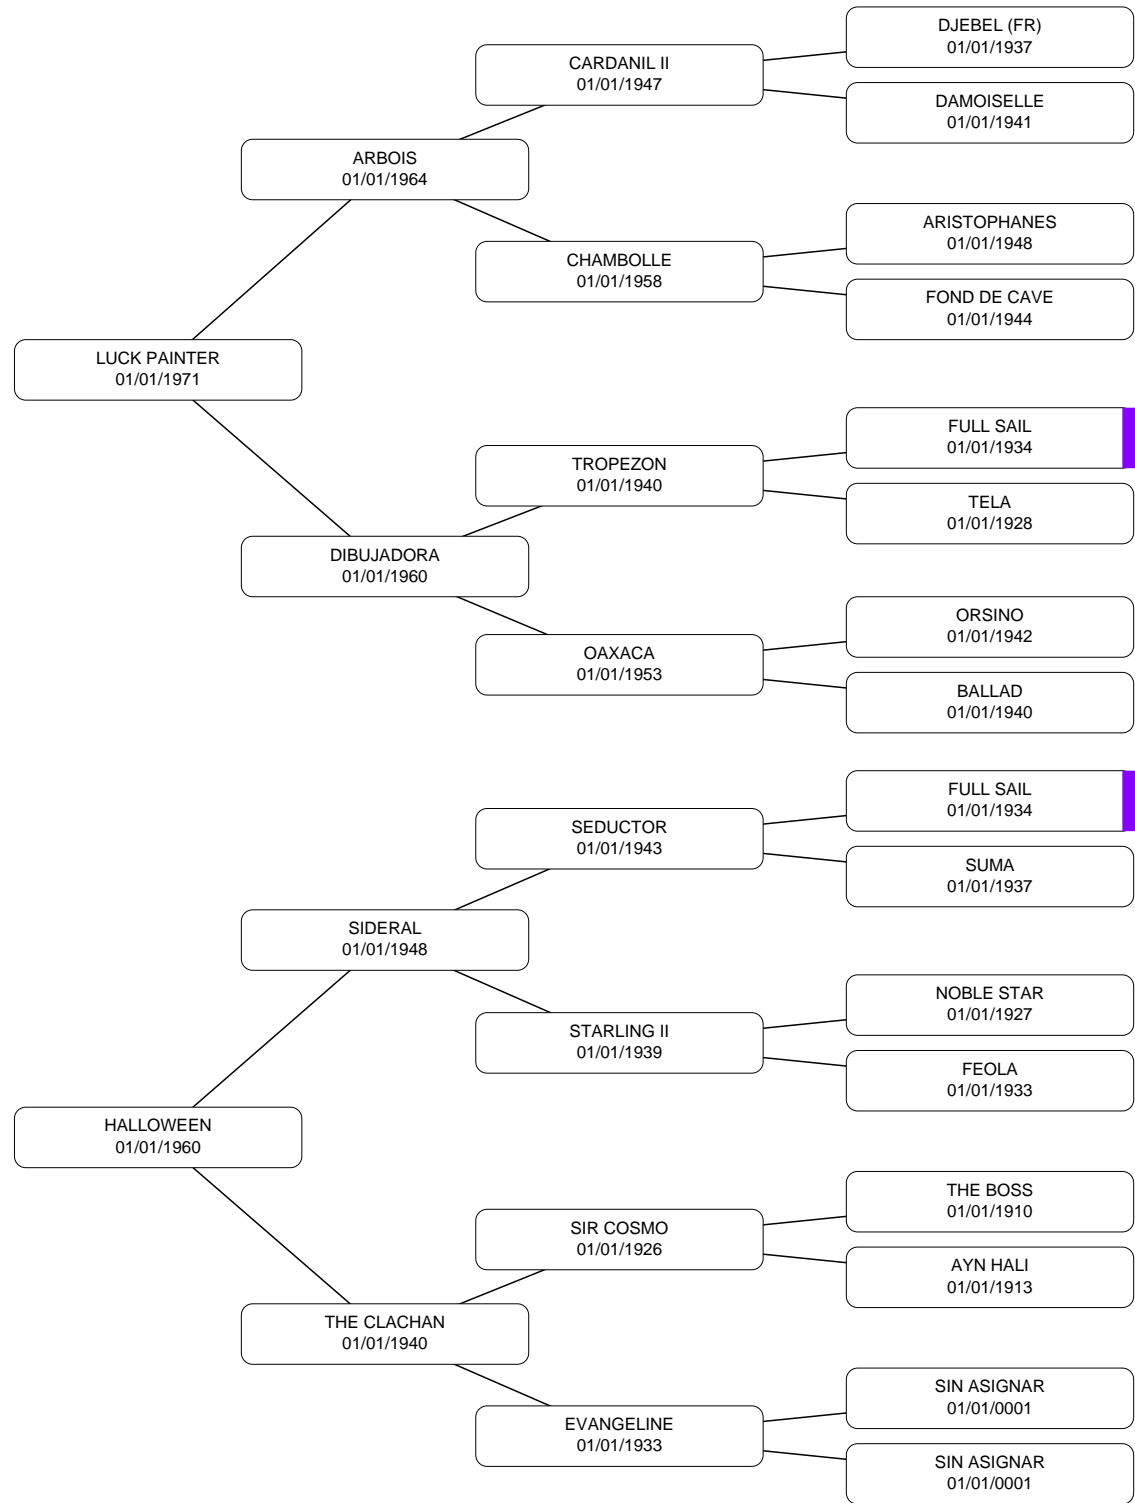 DJEBEL (FR)
01/01/1937
CARDANIL II
01/01/1947
DAMOISELLE
01/01/1941
ARBOIS
01/01/1964
ARISTOPHANES
01/01/1948
CHAMBOLLE
01/01/1958
FOND DE CAVE
01/01/1944
LUCK PAINTER
01/01/1971
FULL SAIL
01/01/1934
TROPEZON
01/01/1940
TELA
01/01/1928
DIBUJADORA
01/01/1960
ORSINO
01/01/1942
OAXACA
01/01/1953
BALLAD
01/01/1940
FULL SAIL
01/01/1934
SEDUCTOR
01/01/1943
SUMA
01/01/1937
SIDERAL
01/01/1948
NOBLE STAR
01/01/1927
STARLING II
01/01/1939
FEOLA
01/01/1933
HALLOWEEN
01/01/1960
THE BOSS
01/01/1910
SIR COSMO
01/01/1926
AYN HALI
01/01/1913
THE CLACHAN
01/01/1940
SIN ASIGNAR
01/01/0001
EVANGELINE
01/01/1933
SIN ASIGNAR
01/01/0001